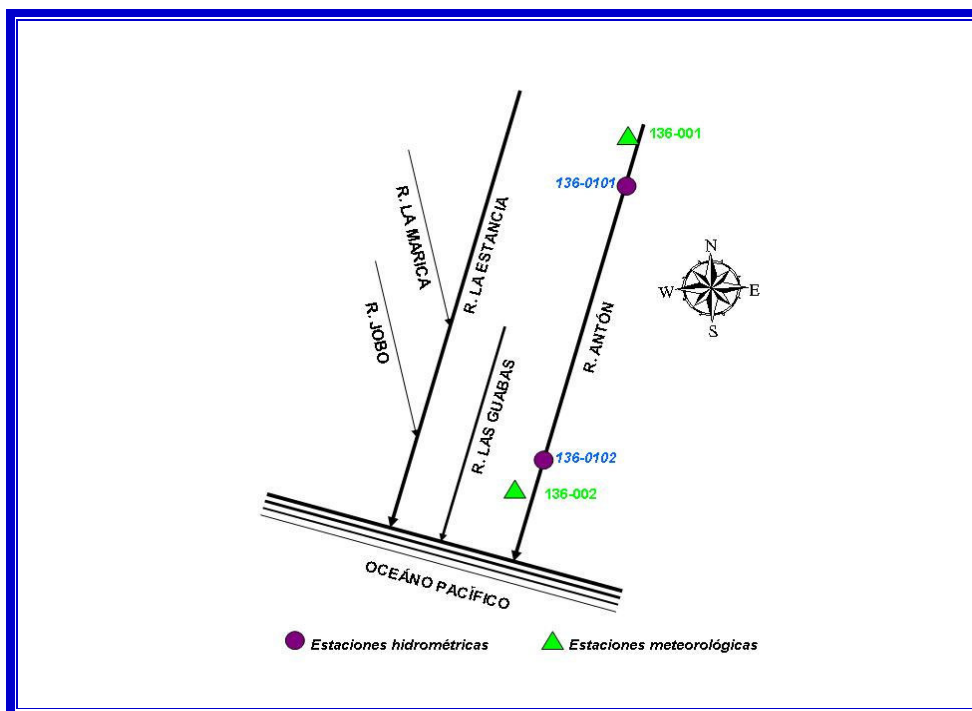 136-001
136-0101
R. LA MARICA
R. LA ESTANCIA
N
W
E
S
R. JOBO
R. ANTÓN
R. LAS GUABAS
136-0102
136-002
OCEÁNO PACÍFICO
Estaciones hidrométricas
Estaciones meteorológicas